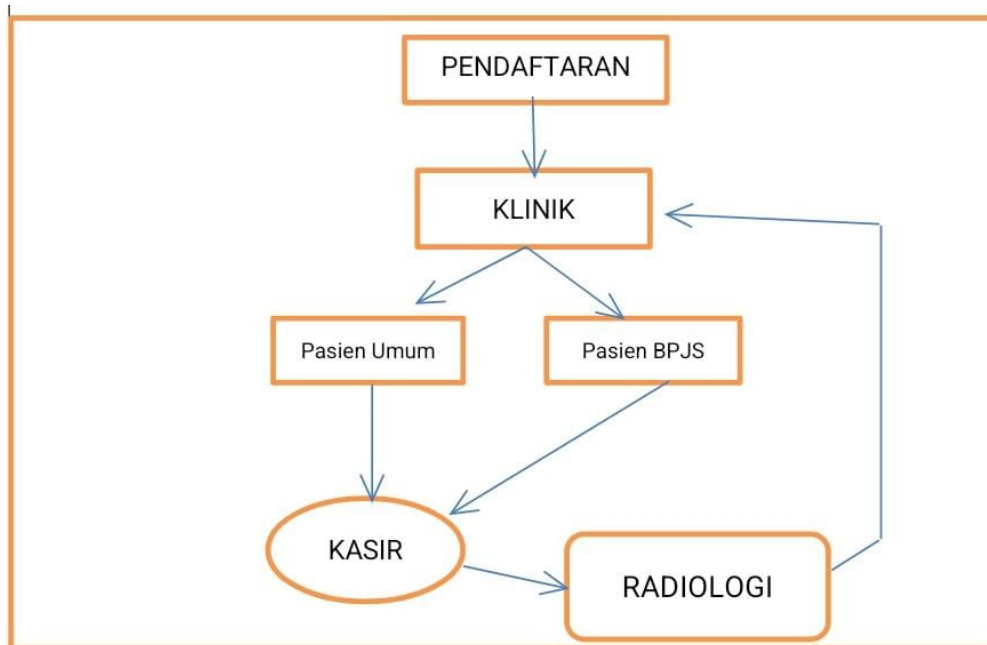 PENDAFTARAN
KLINIK
Pasien Umum
Pasien BPJS
KASIR
RADIOLOGI